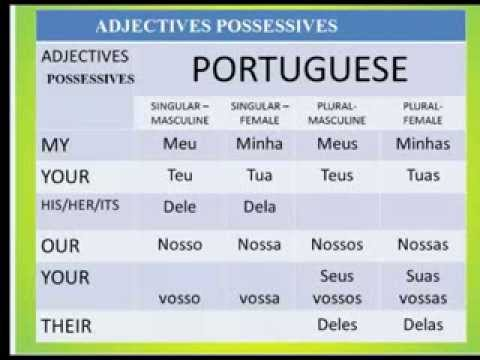 ADJECTIVES POSSESSIVES
ADJECTIVES POSSESSIVES PORTUGUESE
SINGULAR – MASCULINE SINGULAR – FEMALE PLURAL- MASCULINE PLURAL- FEMALE
MY Meu Minha Meus Minhas
YOUR Teu Tua Teus Tuas
HIS/HER/ITS Dele Dela
OUR Nosso Nossa Nossos Nossas
YOUR Seus Suas
vosso vossa vossos vossas
THEIR Deles Delas